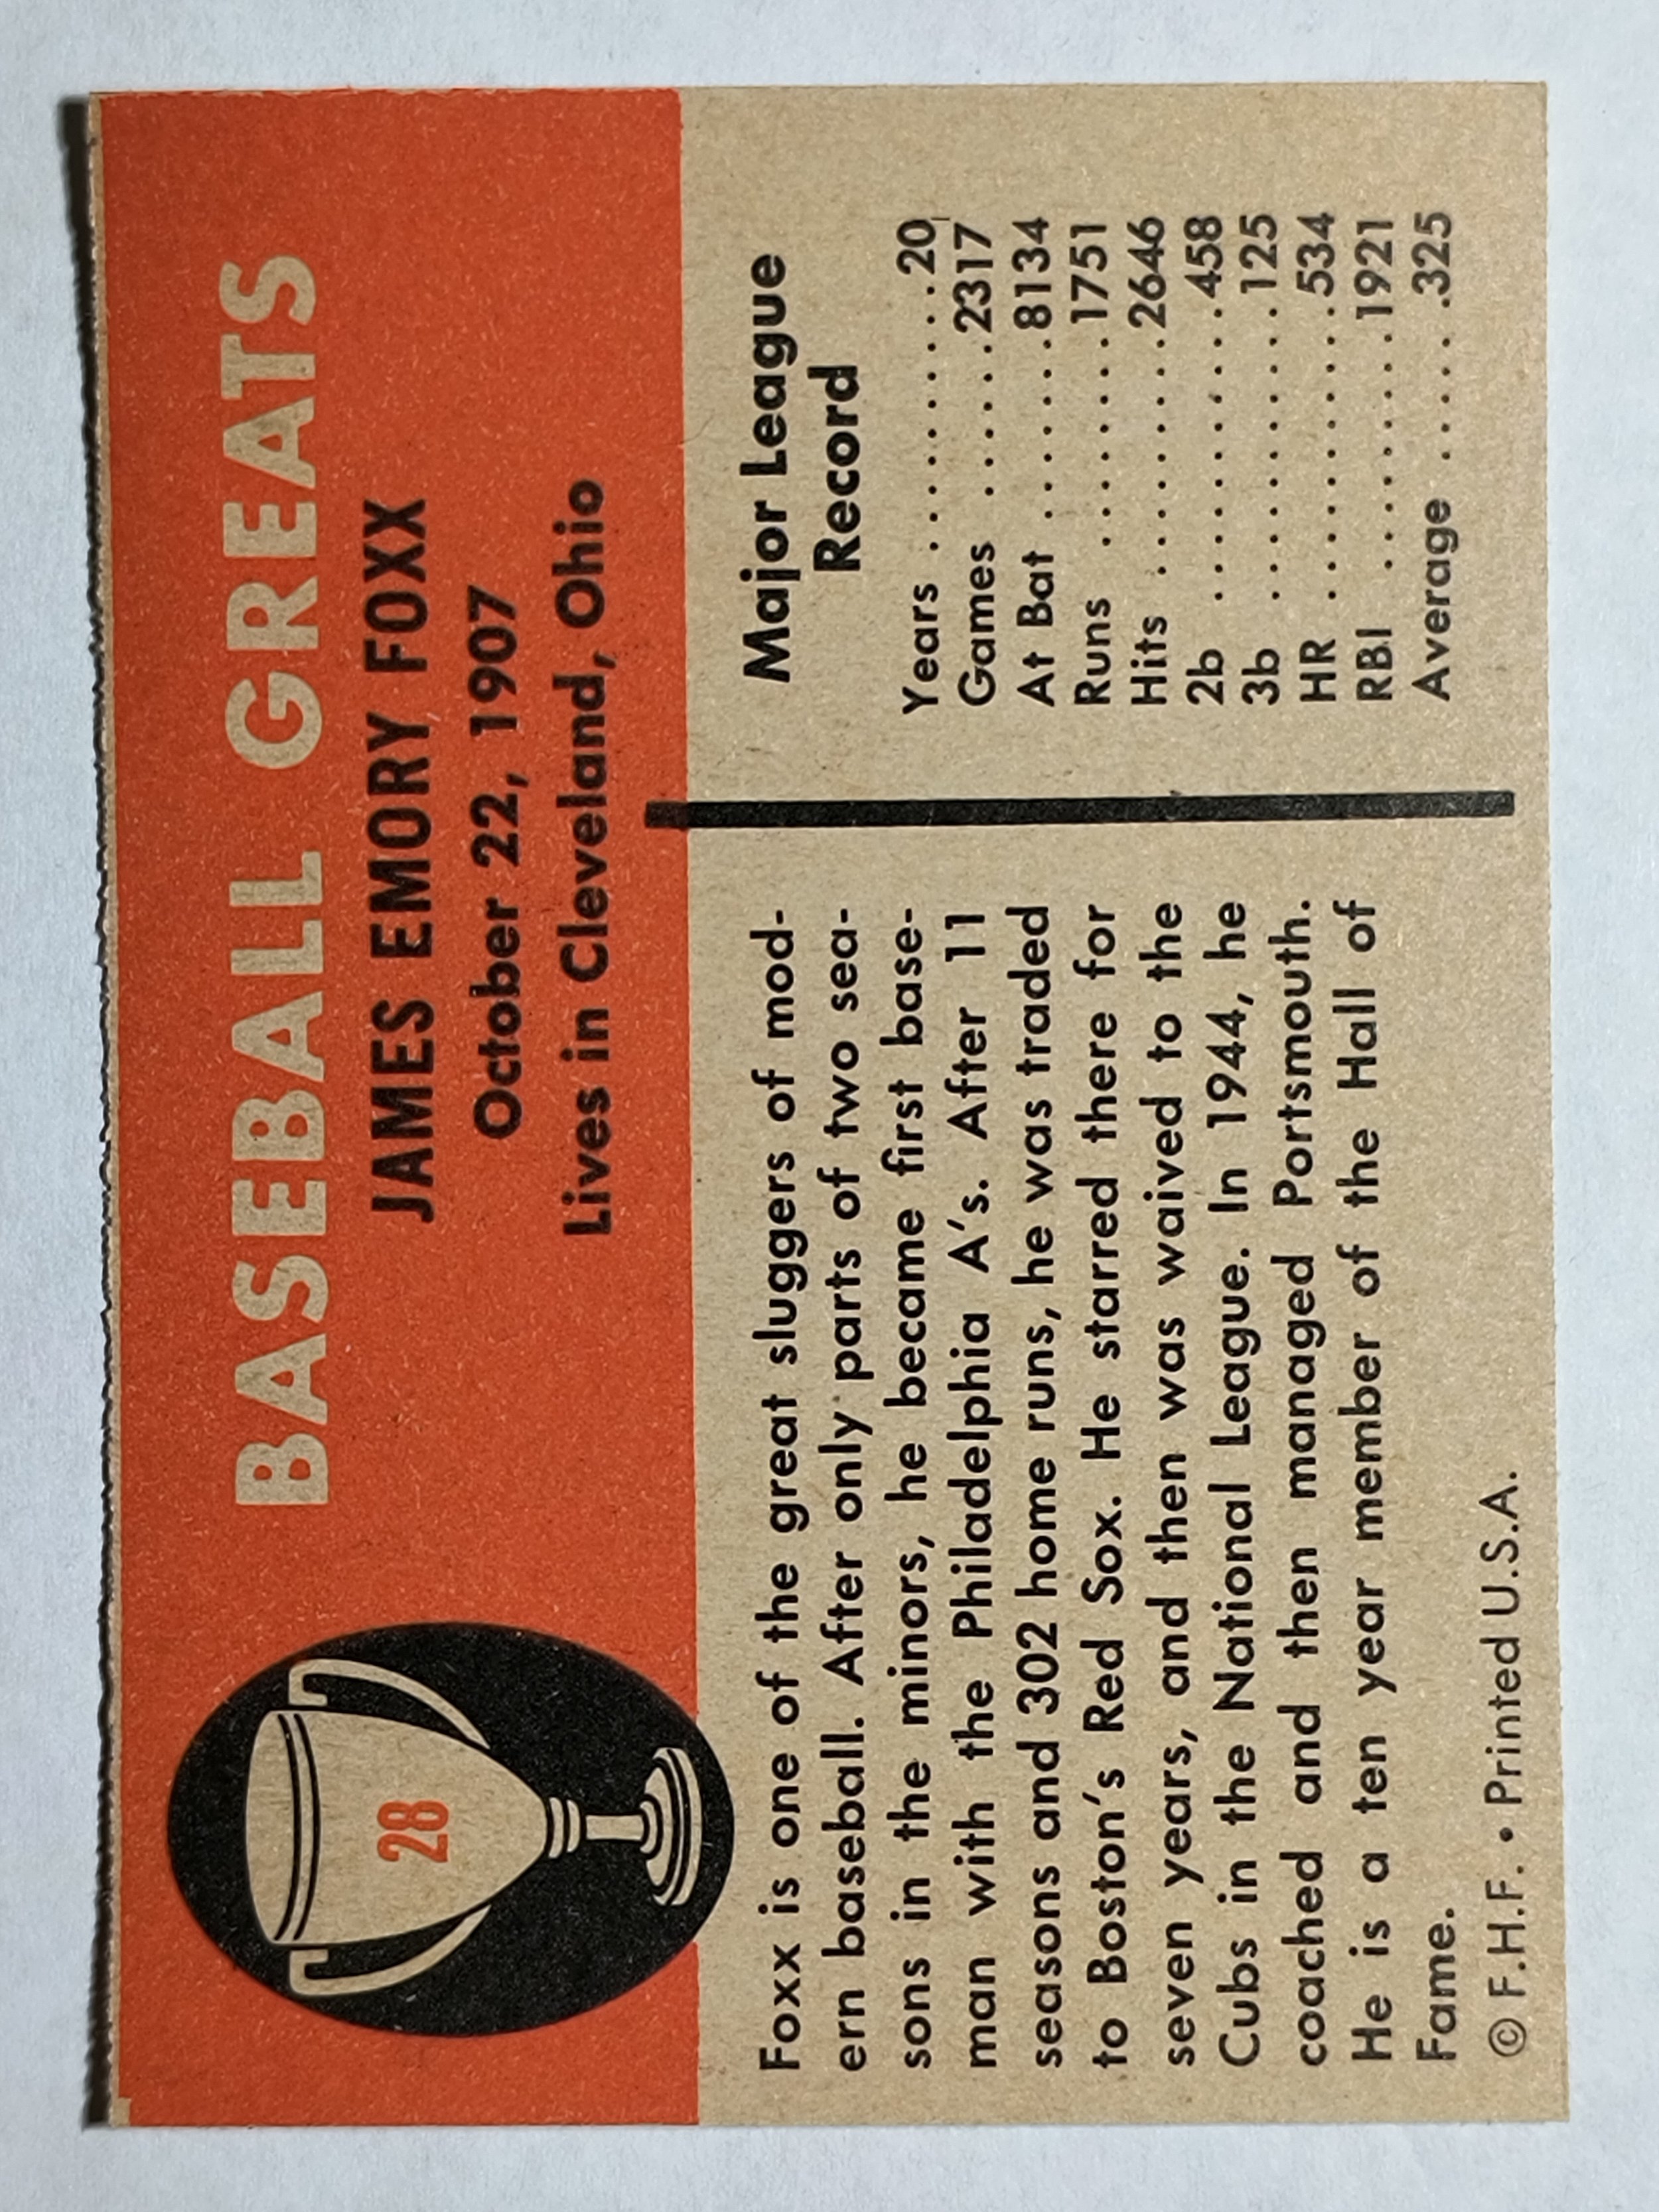 28
BASEBALL GREATS
JAMES EMORY FOXX
October 22, 1907
Lives in Cleveland, Ohio
Foxx is one of the great sluggers of mod-
ern baseball. After only parts of two sea-
sons in the minors, he became first base-
man with the Philadelphia A's. After 11
seasons and 302 home runs, he was traded
to Boston's Red Sox. He starred there for
seven years, and then was waived to the
Cubs in the National League. In 1944, he
coached and then managed Portsmouth.
He is a ten year member of the Hall of
Fame.
© F.H.F. • Printed U.S.A.
Major League
Record
Years ..........20
Games ......2317
At Bat .......8134
Runs ........1751
Hits .........2646
2b ...........458
3b ...........125
HR ...........534
RBI .........1921
Average ......325